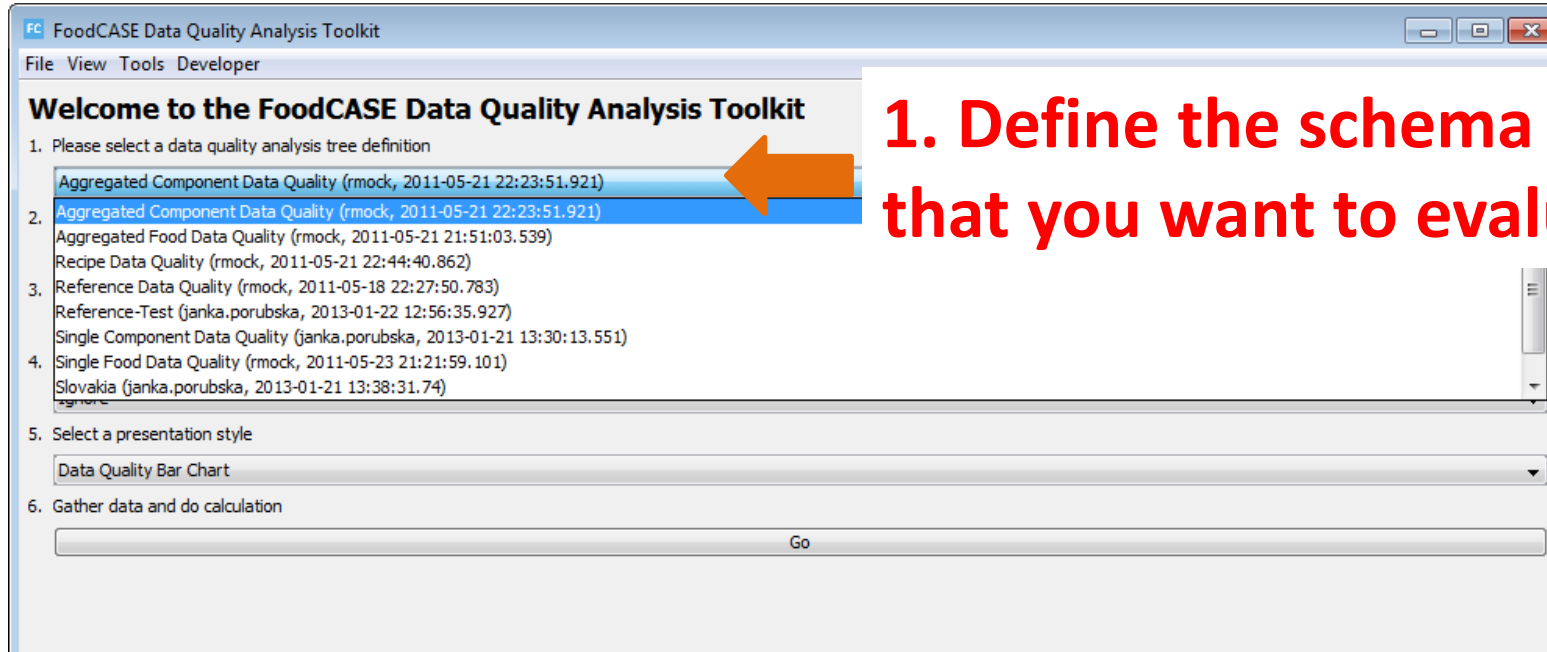 FC FoodCASE Data Quality Analysis Toolkit
File View Tools Developer
Welcome to the FoodCASE Data Quality Analysis Toolkit
1. Define the schema
that you want to evalu
1. Please select a data quality analysis tree definition
Aggregated Component Data Quality (rmock, 2011-05-21 22:23:51.921)
2. Aggregated Component Data Quality (rmock, 2011-05-21 22:23:51.921)
Aggregated Food Data Quality (rmock, 2011-05-21 21:51:03.539)
Recipe Data Quality (rmock, 2011-05-21 22:44:40.862)
3. Reference Data Quality (rmock, 2011-05-18 22:27:50.783)
Reference-Test (janka.porubska, 2013-01-22 12:56:35.927)
Single Component Data Quality (janka.porubska, 2013-01-21 13:30:13.551)
4. Single Food Data Quality (rmock, 2011-05-23 21:21:59.101)
Slovakia (janka.porubska, 2013-01-21 13:38:31.74)
Ignore
5. Select a presentation style
Data Quality Bar Chart
6. Gather data and do calculation
Go